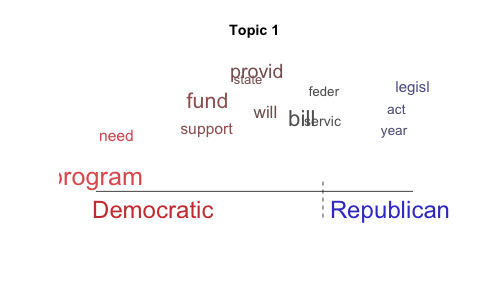 Topic 1
provid
state
legisl
feder
fund
act
will
bill
servic
support
year
need
program
Democratic
Republican